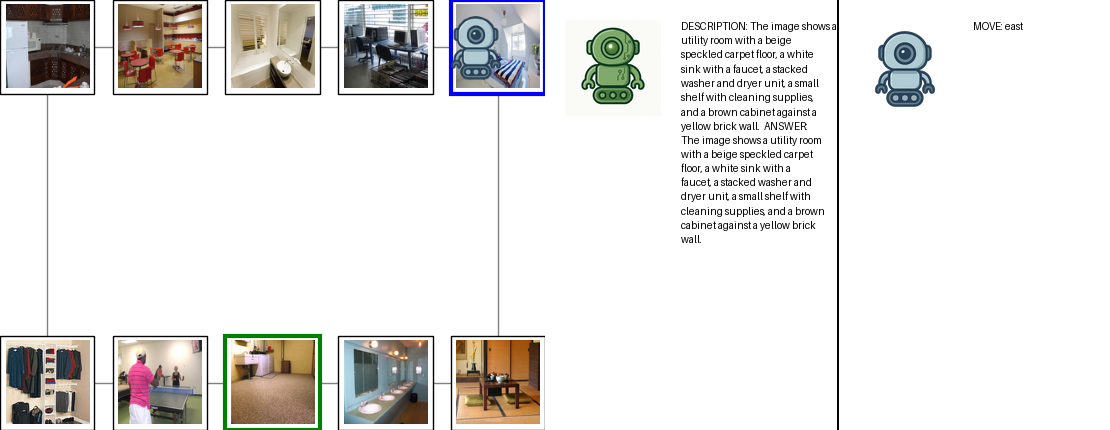 DESCRIPTION: The image shows a
utility room with a beige
speckled carpet floor, a white
sink with a faucet, a stacked
washer and dryer unit, a small
shelf with cleaning supplies,
and a brown cabinet against a
yellow brick wall.  ANSWER:
The image shows a utility room
with a beige speckled carpet
floor, a white sink with a
faucet, a stacked washer and
dryer unit, a small shelf with
cleaning supplies, and a brown
cabinet against a yellow brick
wall.
MOVE: east